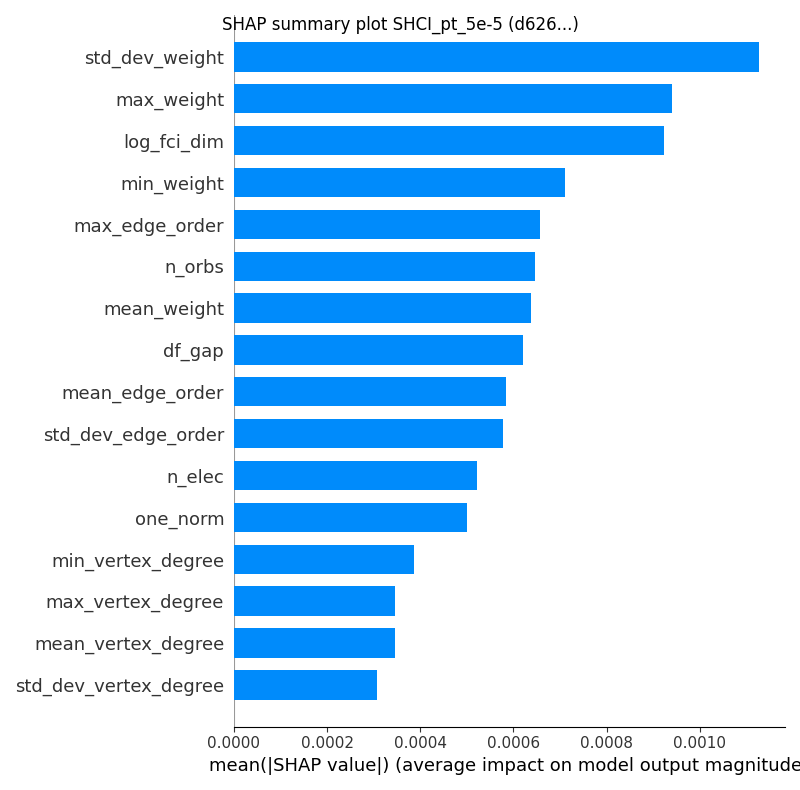 SHAP summary plot SHCI_pt_5e-5 (d626...)
std_dev_weight
max_weight
log_fci_dim
min_weight
max_edge_order
n_orbs
mean_weight
df_gap
mean_edge_order
std_dev_edge_order
n_elec
one_norm
min_vertex_degree
max_vertex_degree
mean_vertex_degree
std_dev_vertex_degree
0.0000 0.0002 0.0004 0.0006 0.0008 0.0010
mean(|SHAP value|) (average impact on model output magnitude